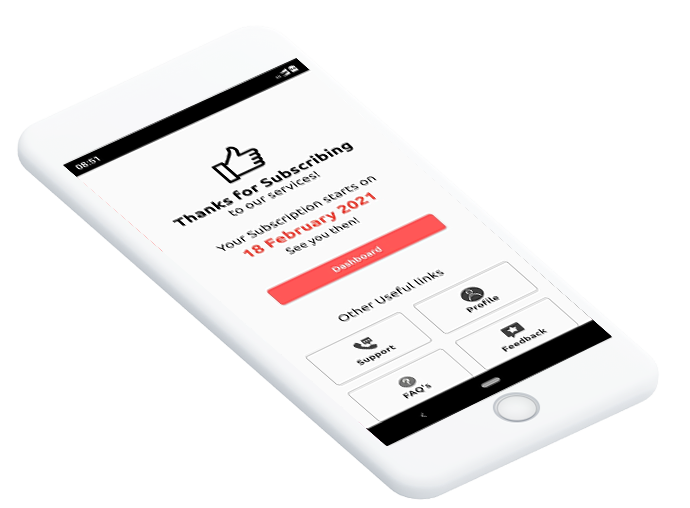 08:51
Thanks for Subscribing
to our services!
Your Subscription starts on
18 February 2021
See you then!
Dashboard
Other Useful links
Support
Profile
FAQ's
Feedback